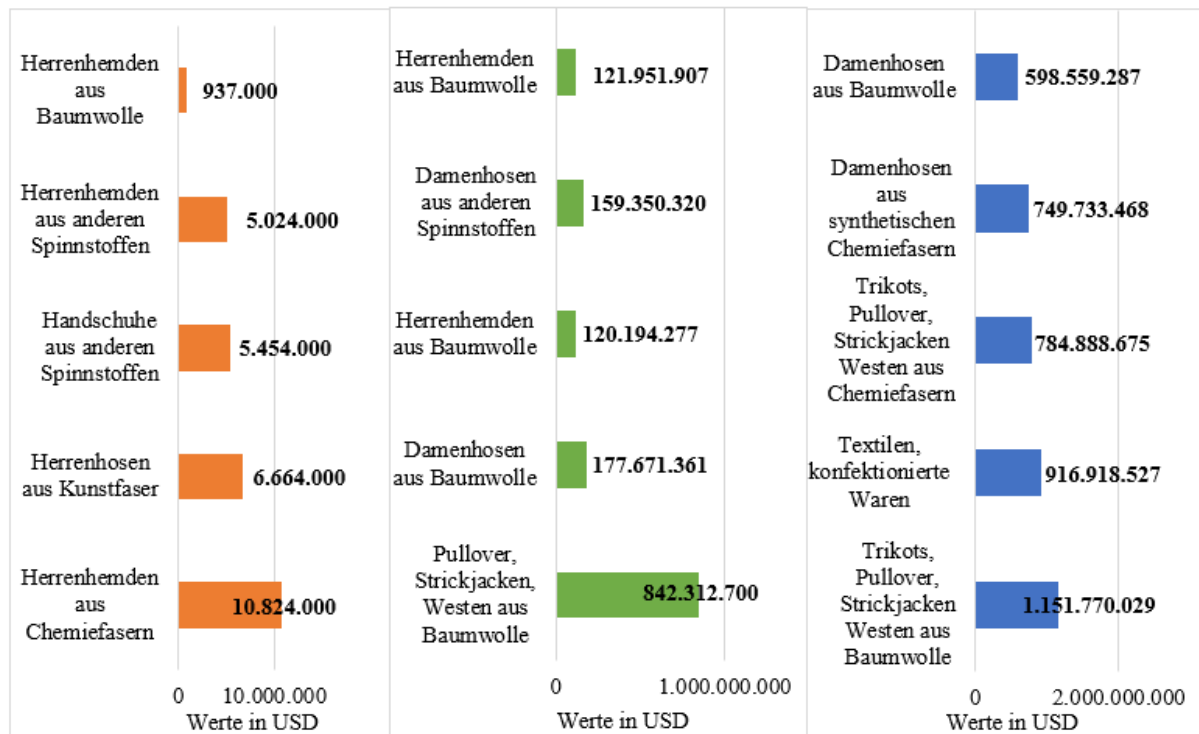 Herrenhemden
aus
Baumwolle
937.000
Herrenhemden
aus anderen
Spinnstoffen
5.024.000
Handschuhe
aus anderen
Spinnstoffen
5.454.000
Herrenhosen
aus Kunstfaser
6.664.000
Herrenhemden
aus
Chemiefasern
10.824.000
0
10.000.000
Werte in USD
Herrenhemden
aus Baumwolle
121.951.907
Damenhosen
aus anderen
Spinnstoffen
159.350.320
Herrenhemden
aus Baumwolle
120.194.277
Damenhosen
aus Baumwolle
177.671.361
Pullover,
Strickjacken,
Westen aus
Baumwolle
842.312.700
0
1.000.000.000
Werte in USD
Damenhosen
aus Baumwolle
598.559.287
Damenhosen
aus
synthetischen
Chemiefasern
749.733.468
Trikots,
Pullover,
Strickjacken
Westen aus
Chemiefasern
784.888.675
Textilen,
konfektionierte
Waren
916.918.527
Trikots,
Pullover,
Strickjacken
Westen aus
Baumwolle
1.151.770.029
0
2.000.000.000
Werte in USD